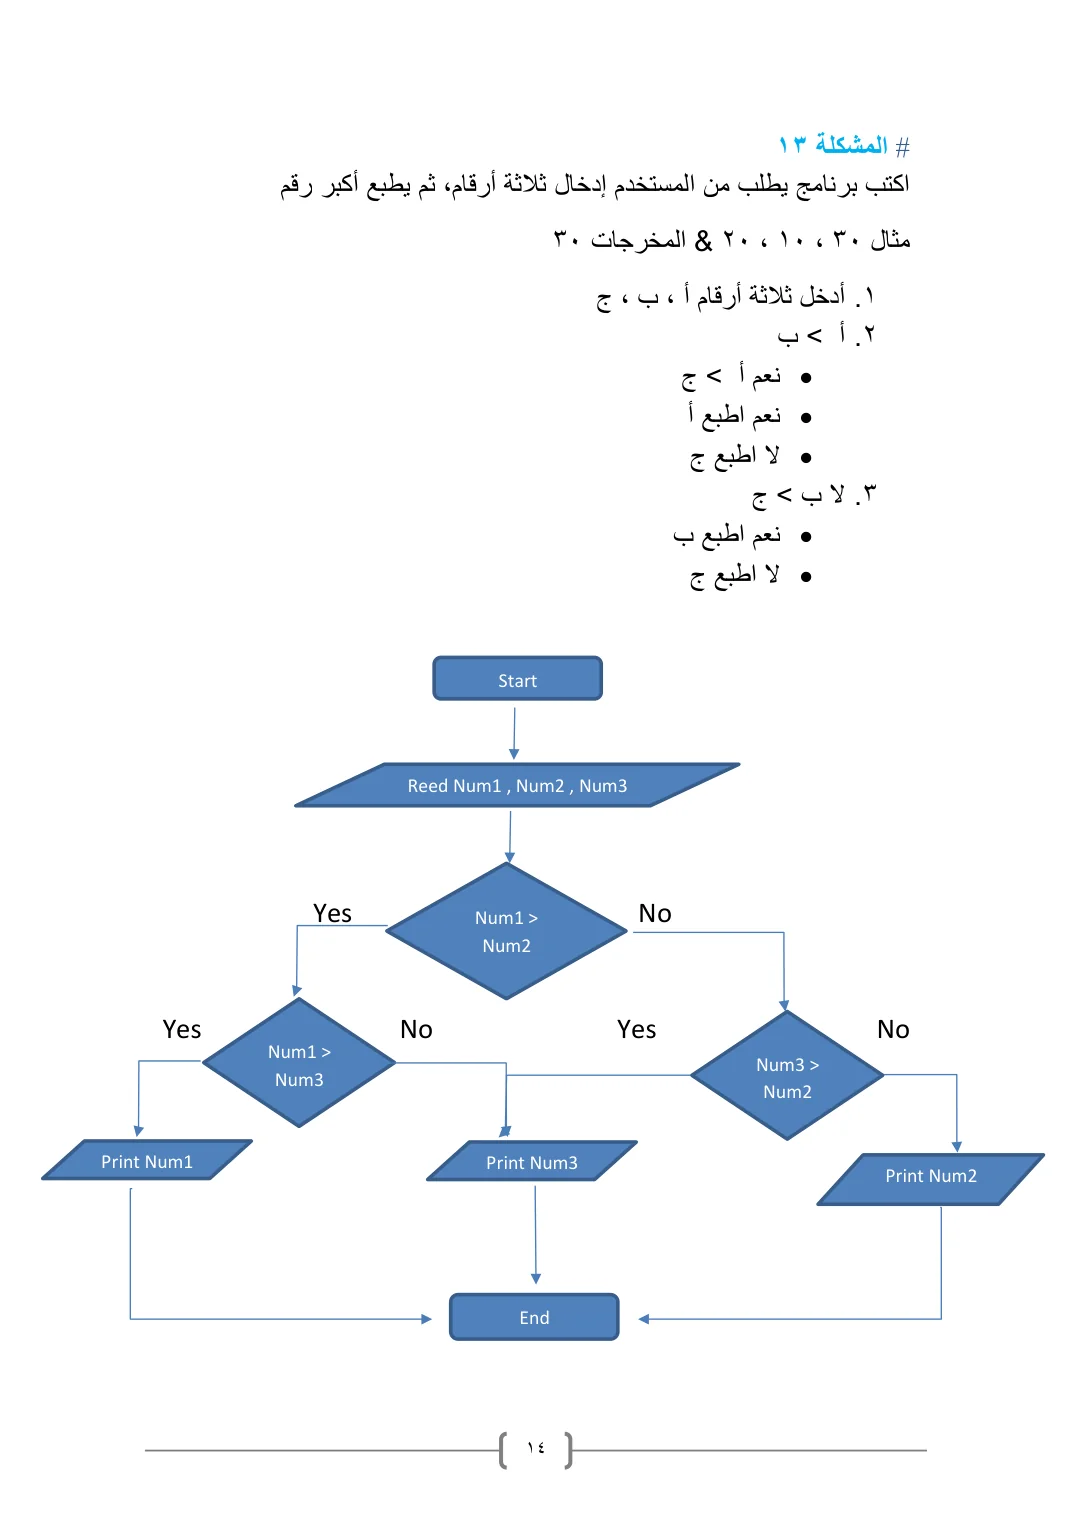 # المشكلة ١٣
اكتب برنامج يطلب من المستخدم إدخال ثلاثة أرقام، ثم يطبع أكبر رقم
مثال ٣٠ ، ١٠ ، ٢٠ & المخرجات ٣٠
١. أدخل ثلاثة أرقام أ ، ب ، ج
٢. أ > ب
• نعم أ > ج
• نعم اطبع أ
• لا اطبع ج
٣. لا ب > ج
• نعم اطبع ب
• لا اطبع ج
Start
Reed Num1 , Num2 , Num3
Yes
No
Num1 >
Num2
Yes
No
Yes
No
Num1 >
Num3
Num3 >
Num2
Print Num1
Print Num3
Print Num2
End
١٤